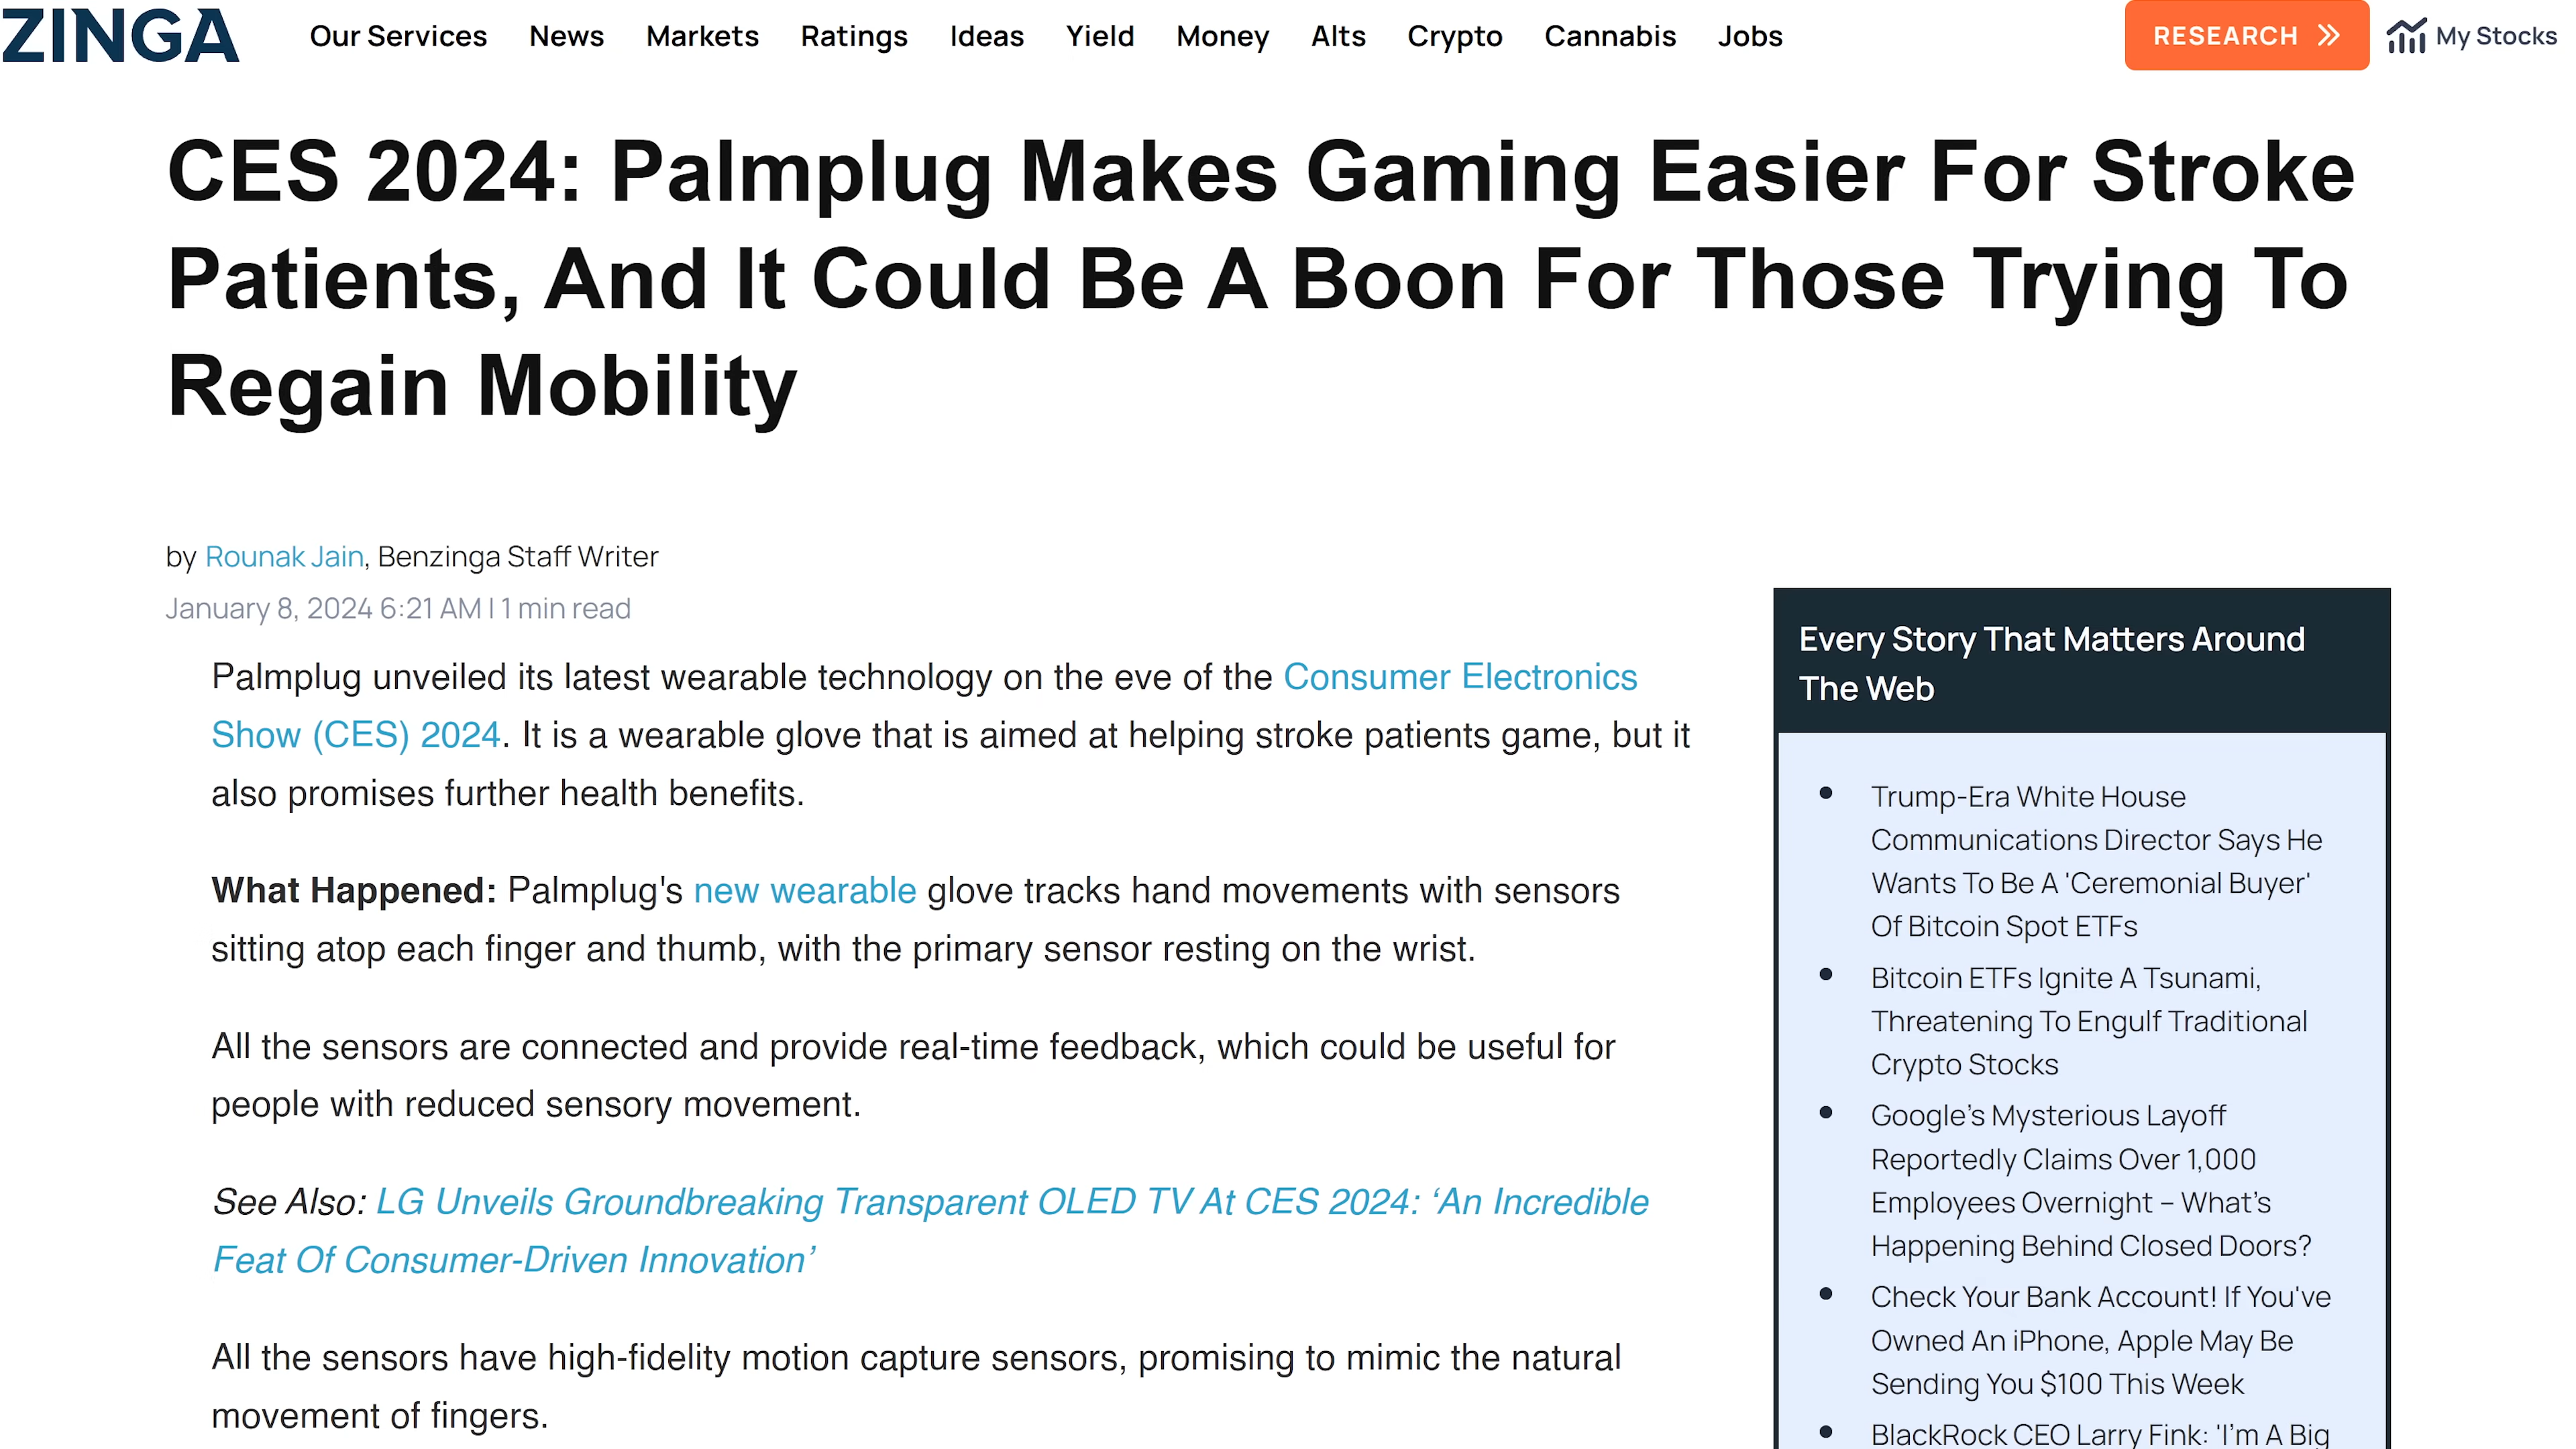 ZINGA
Our Services News Markets Ratings Ideas Yield Money Alts Crypto Cannabis Jobs
RESEARCH
My Stocks
CES 2024: Palmplug Makes Gaming Easier For Stroke
Patients, And It Could Be A Boon For Those Trying To
Regain Mobility
by Rounak Jain, Benzinga Staff Writer
January 8, 2024 6:21 AM | 1 min read
Palmplug unveiled its latest wearable technology on the eve of the Consumer Electronics
Show (CES) 2024. It is a wearable glove that is aimed at helping stroke patients game, but it
also promises further health benefits.
What Happened: Palmplug's new wearable glove tracks hand movements with sensors
sitting atop each finger and thumb, with the primary sensor resting on the wrist.
All the sensors are connected and provide real-time feedback, which could be useful for
people with reduced sensory movement.
See Also: LG Unveils Groundbreaking Transparent OLED TV At CES 2024: ‘An Incredible
Feat Of Consumer-Driven Innovation’
All the sensors have high-fidelity motion capture sensors, promising to mimic the natural
movement of fingers.
Every Story That Matters Around
The Web
Trump-Era White House
Communications Director Says He
Wants To Be A 'Ceremonial Buyer'
Of Bitcoin Spot ETFs
Bitcoin ETFs Ignite A Tsunami,
Threatening To Engulf Traditional
Crypto Stocks
Google’s Mysterious Layoff
Reportedly Claims Over 1,000
Employees Overnight – What’s
Happening Behind Closed Doors?
Check Your Bank Account! If You've
Owned An iPhone, Apple May Be
Sending You $100 This Week
BlackRock CEO Larry Fink: 'I'm A Big